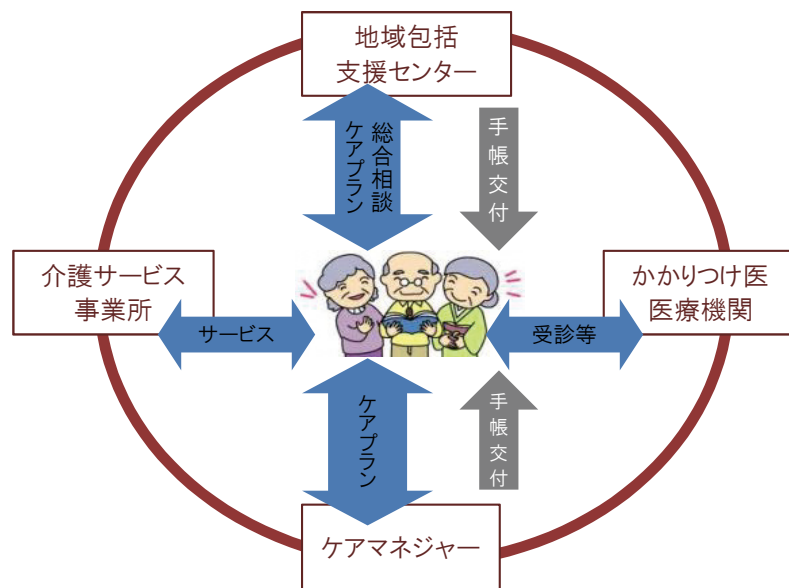 地域包括
支援センター
総合相談
ケアプラン
手帳交付
介護サービス
事業所
サービス
かかりつけ医
医療機関
受診等
ケアプラン
手帳交付
ケアマネジャー